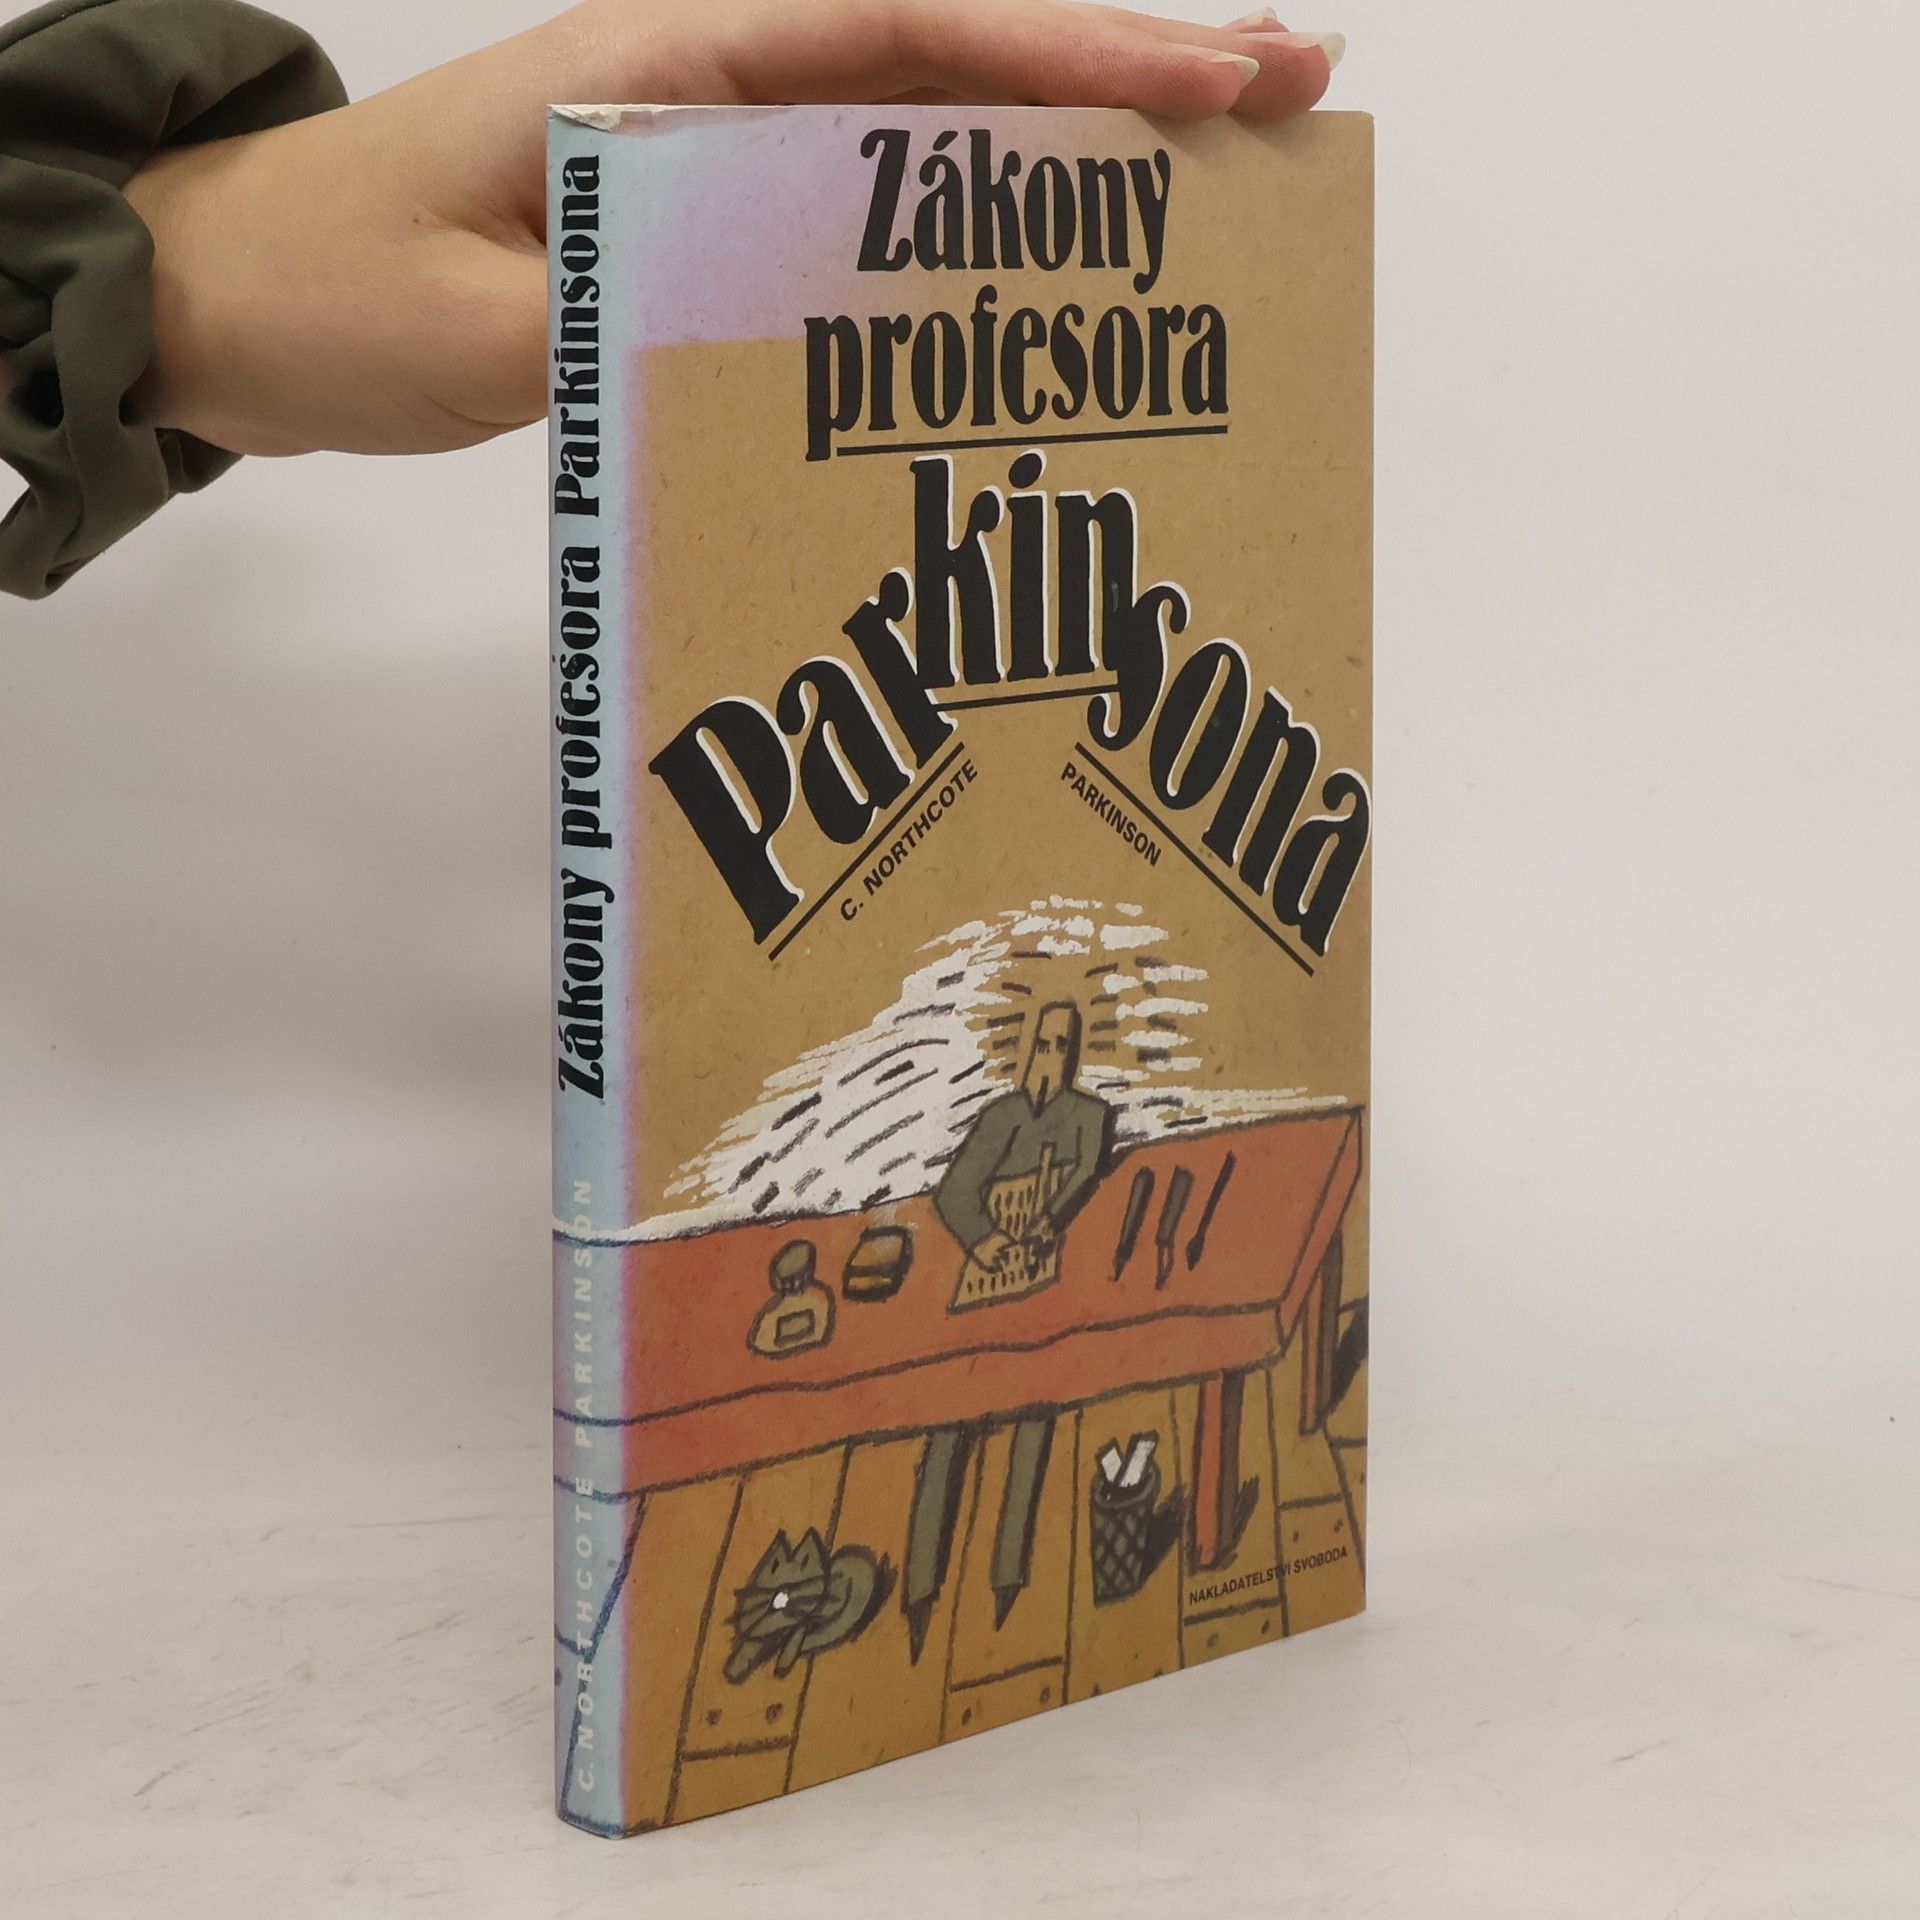 Zákony profesora Parkinsona
C. NORTHCOTE PARKINSON
Zákony
profesora
Parkinsona
C. NORTHCOTE
PARKINSON
NAKLADATELSTVÍ SVOBODA